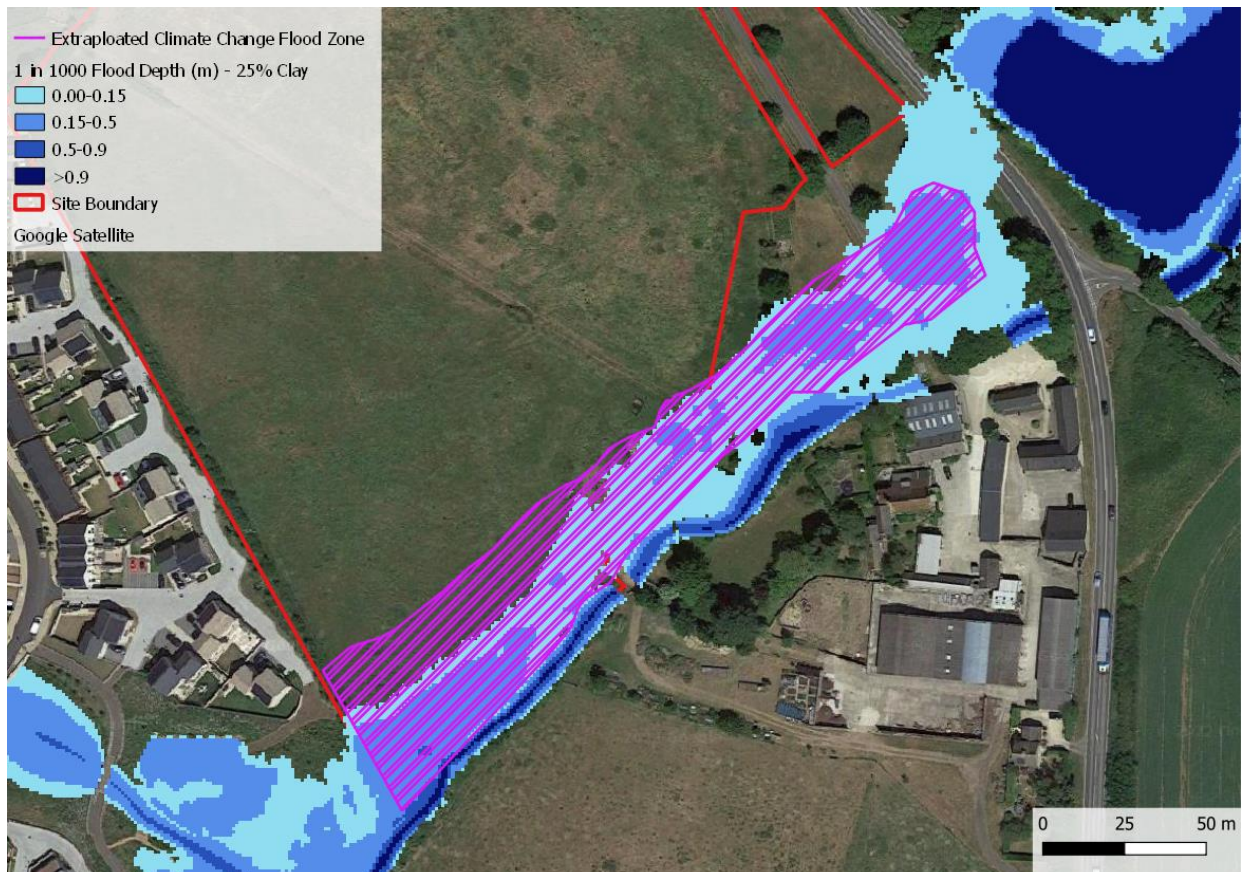 Extraploated Climate Change Flood Zone
1 in 1000 Flood Depth (m) - 25% Clay
0.00-0.15
0.15-0.5
0.5-0.9
>0.9
Site Boundary
Google Satellite
0 25 50 m